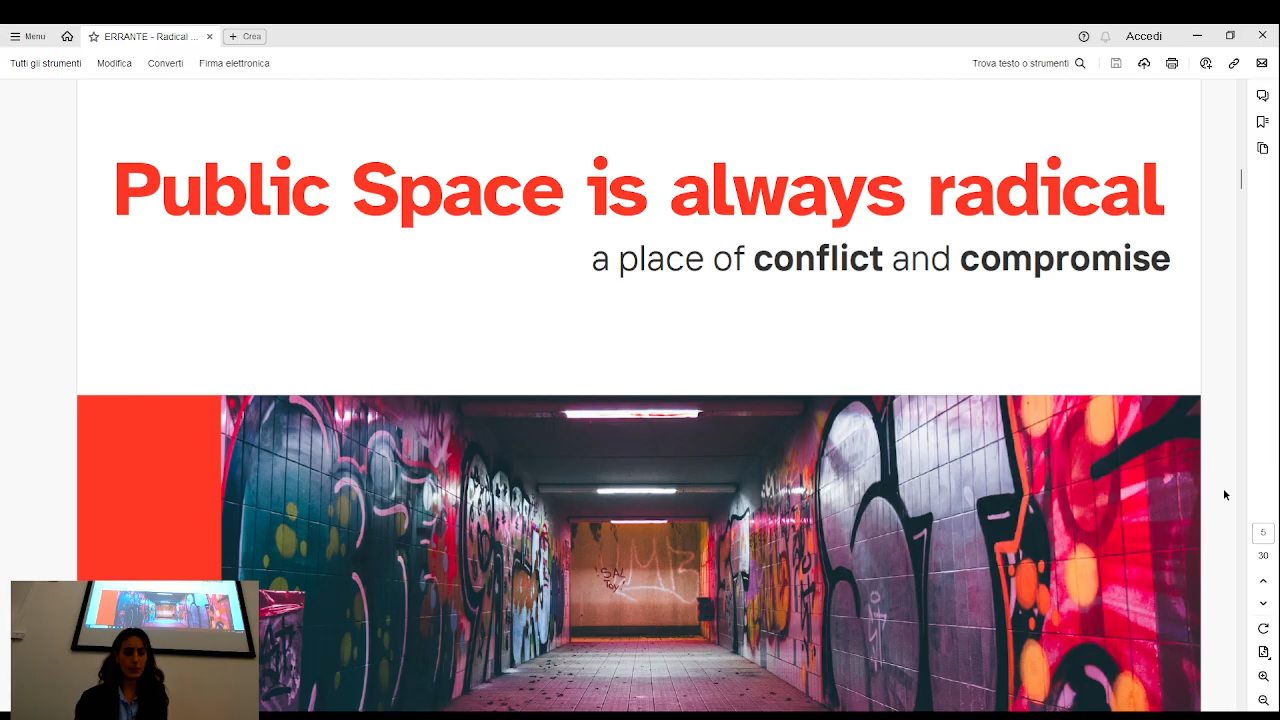 Menu
ERRANTE - Radical ...
Crea
Accedi
Tutti gli strumenti
Modifica
Converti
Firma elettronica
Trova testo o strumenti
Public Space is always radical
a place of conflict and compromise
5
30